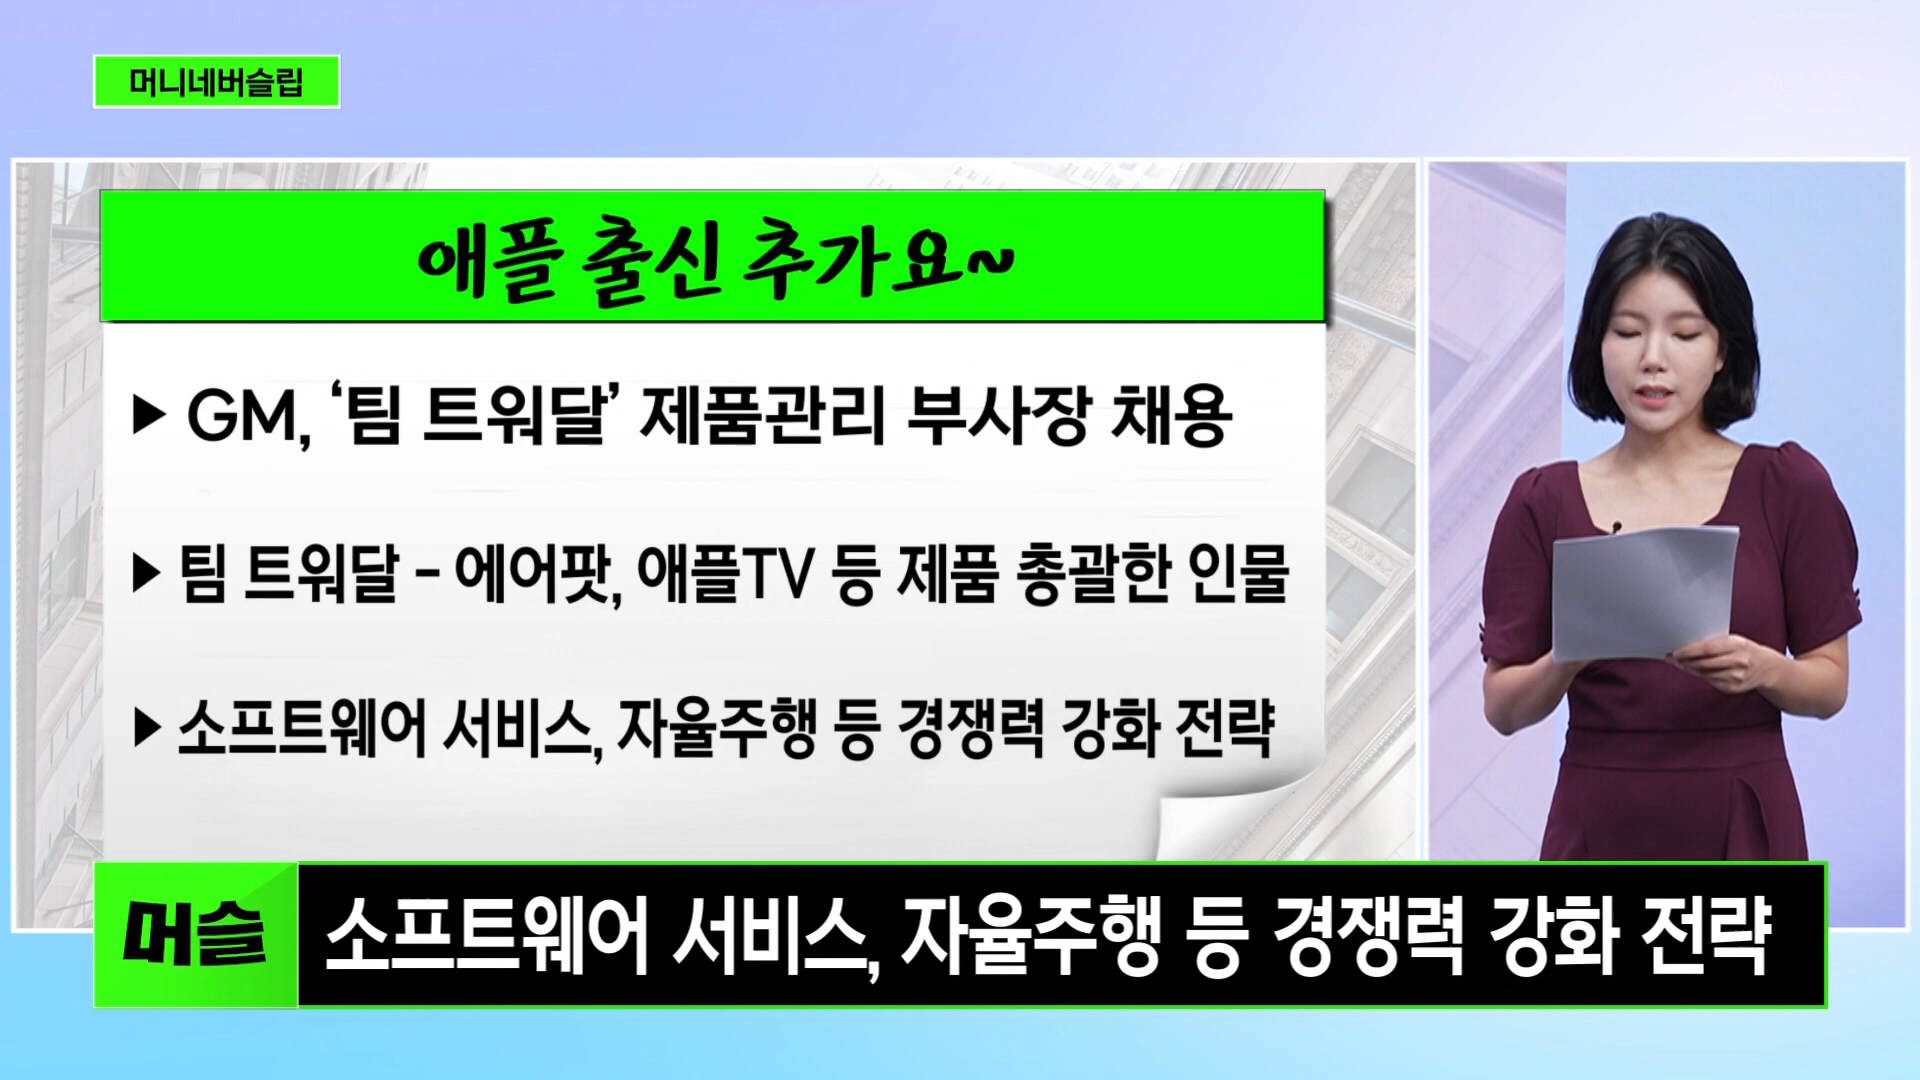 머니네버슬립
애플 출신 추가요~
▶ GM, ‘팀 트워달’ 제품관리 부사장 채용
▶ 팀 트워달 - 에어팟, 애플TV 등 제품 총괄한 인물
▶ 소프트웨어 서비스, 자율주행 등 경쟁력 강화 전략
머슬
소프트웨어 서비스, 자율주행 등 경쟁력 강화 전략